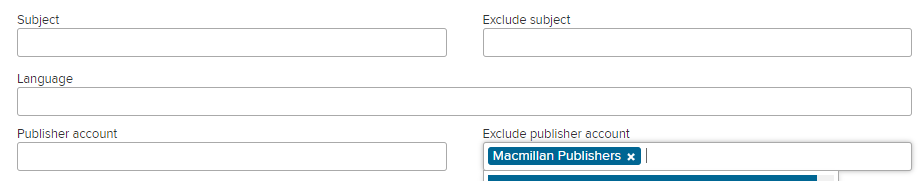 Subject
Exclude subject
Language
Publisher account
Exclude publisher account
Macmillan Publishers ×